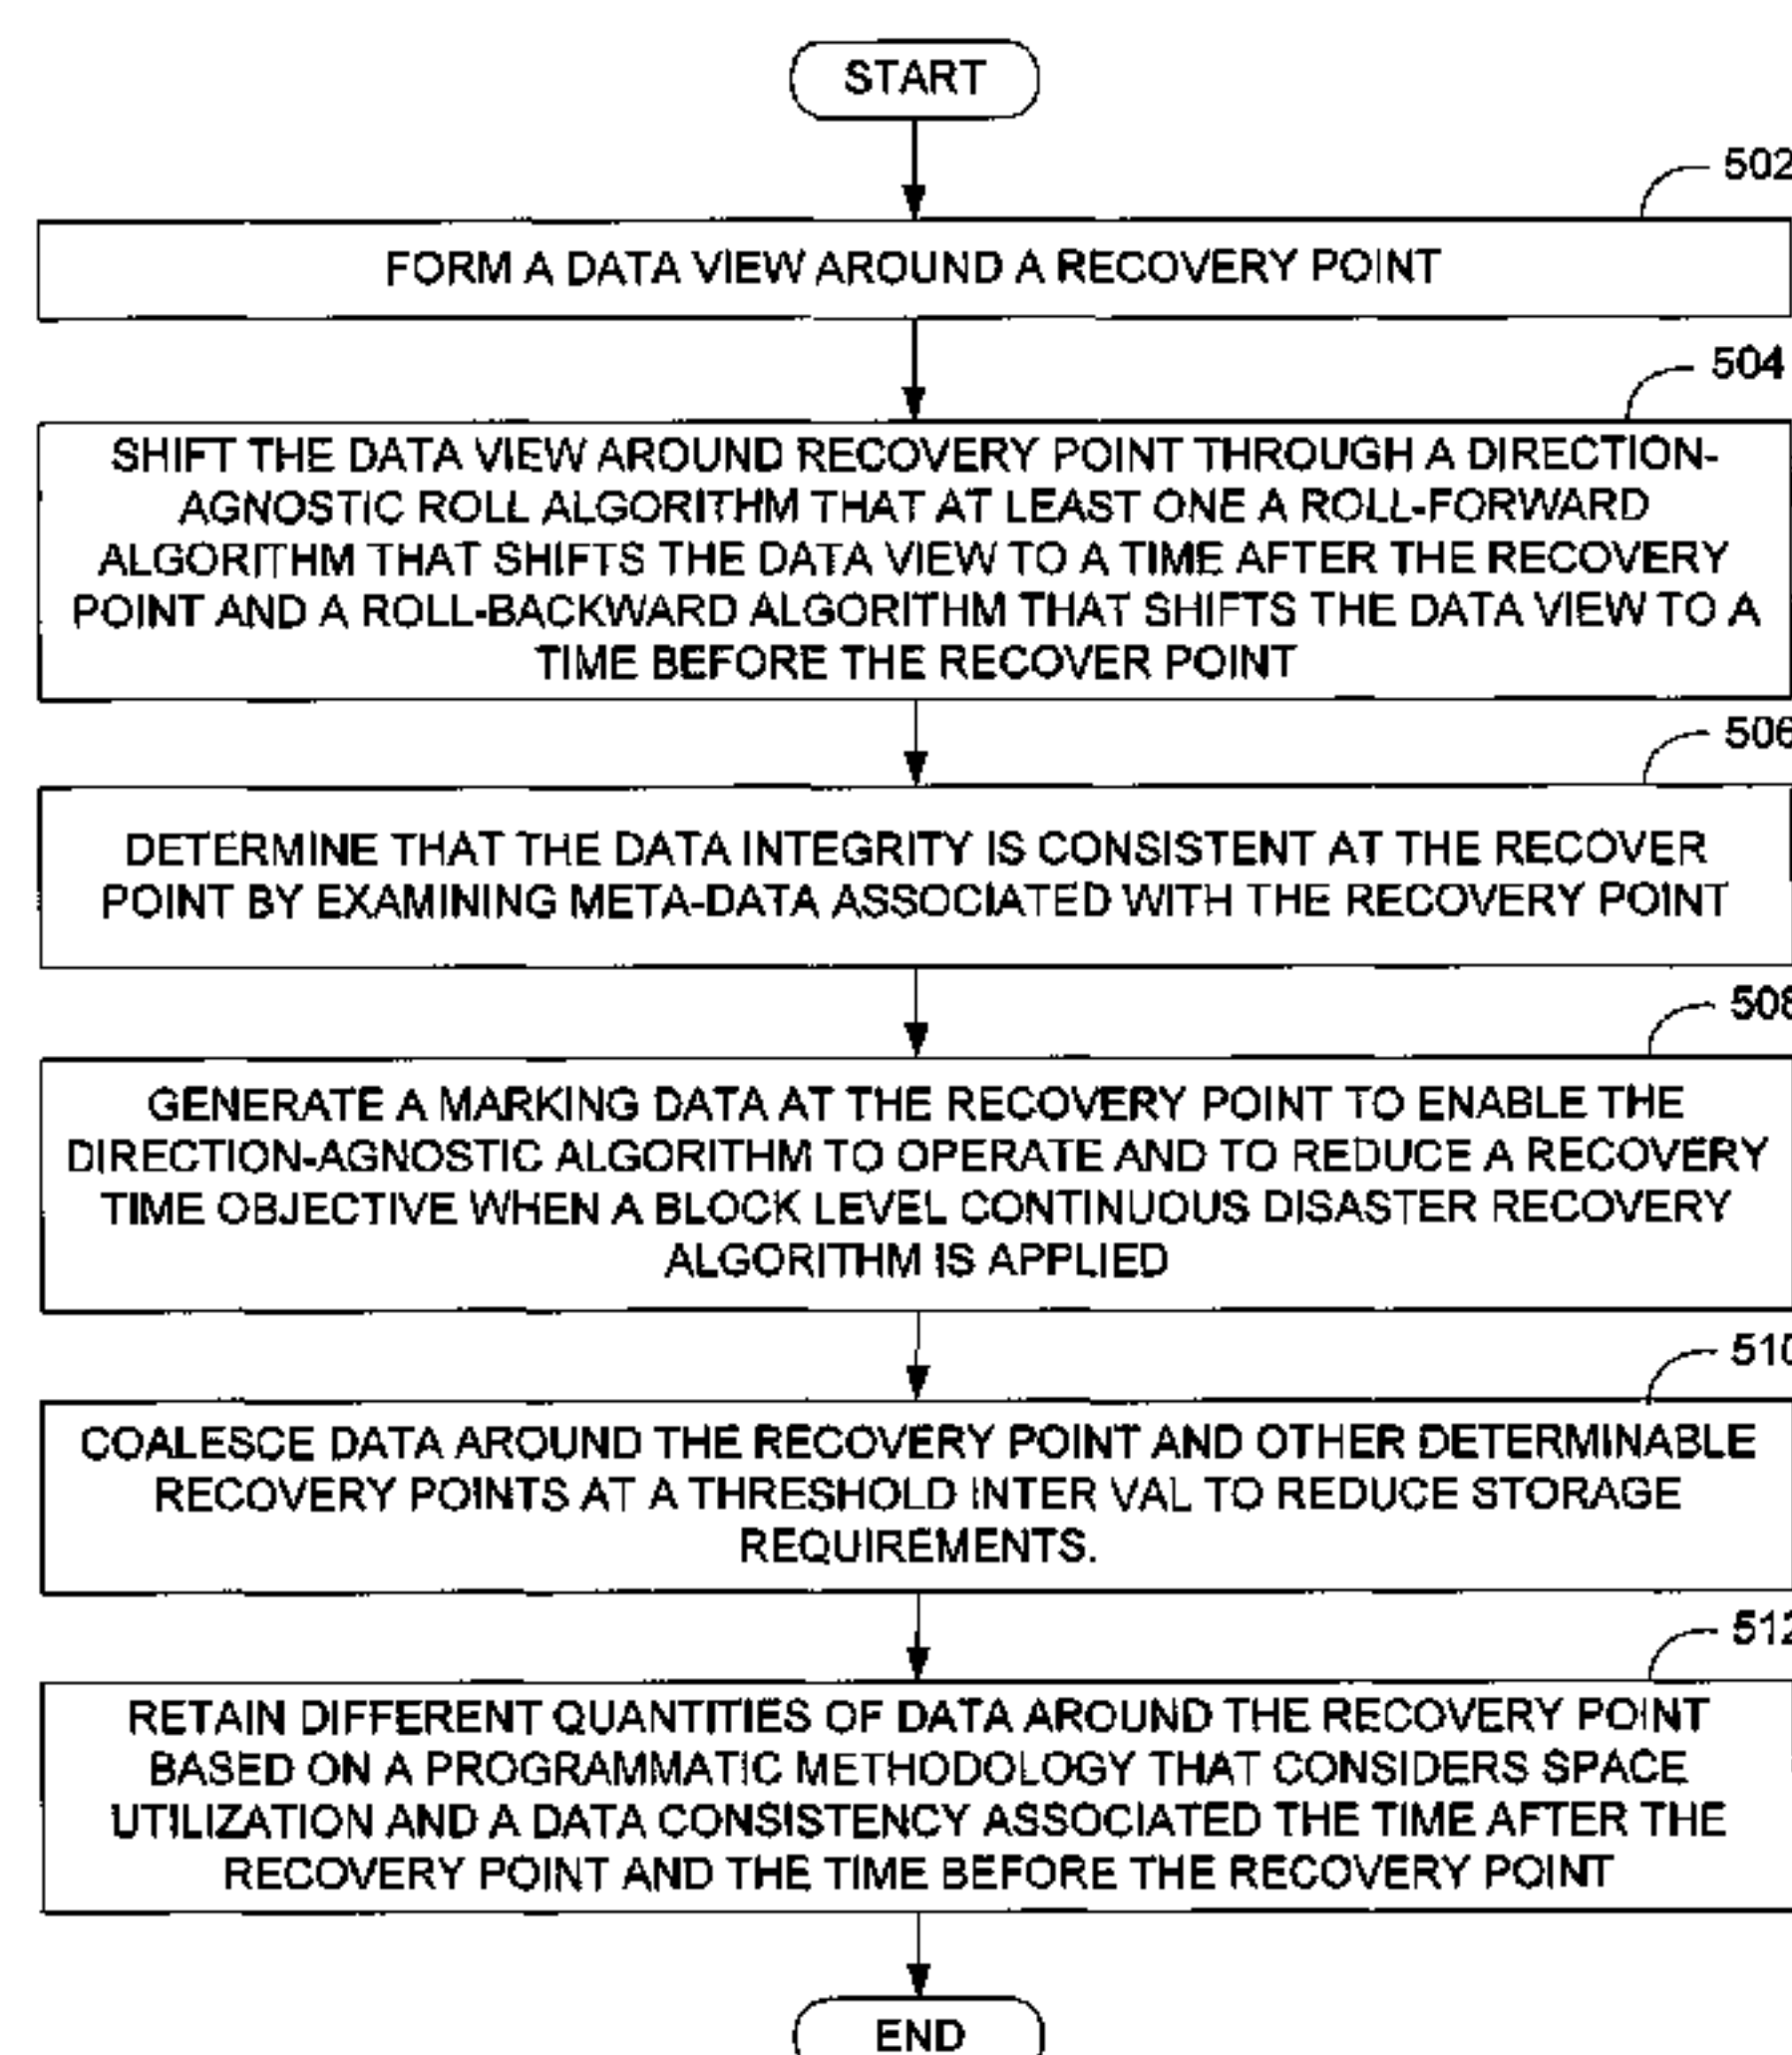 START
502
FORM A DATA VIEW AROUND A RECOVERY POINT
504
SHIFT THE DATA VIEW AROUND RECOVERY POINT THROUGH A DIRECTION-
AGNOSTIC ROLL ALGORITHM THAT AT LEAST ONE A ROLL-FORWARD
ALGORITHM THAT SHIFTS THE DATA VIEW TO A TIME AFTER THE RECOVERY
POINT AND A ROLL-BACKWARD ALGORITHM THAT SHIFTS THE DATA VIEW TO A
TIME BEFORE THE RECOVER POINT
506
DETERMINE THAT THE DATA INTEGRITY IS CONSISTENT AT THE RECOVER
POINT BY EXAMINING META-DATA ASSOCIATED WITH THE RECOVERY POINT
508
GENERATE A MARKING DATA AT THE RECOVERY POINT TO ENABLE THE
DIRECTION-AGNOSTIC ALGORITHM TO OPERATE AND TO REDUCE A RECOVERY
TIME OBJECTIVE WHEN A BLOCK LEVEL CONTINUOUS DISASTER RECOVERY
ALGORITHM IS APPLIED
510
COALESCE DATA AROUND THE RECOVERY POINT AND OTHER DETERMINABLE
RECOVERY POINTS AT A THRESHOLD INTER VAL TO REDUCE STORAGE
REQUIREMENTS.
512
RETAIN DIFFERENT QUANTITIES OF DATA AROUND THE RECOVERY POINT
BASED ON A PROGRAMMATIC METHODOLOGY THAT CONSIDERS SPACE
UTILIZATION AND A DATA CONSISTENCY ASSOCIATED THE TIME AFTER THE
RECOVERY POINT AND THE TIME BEFORE THE RECOVERY POINT
END